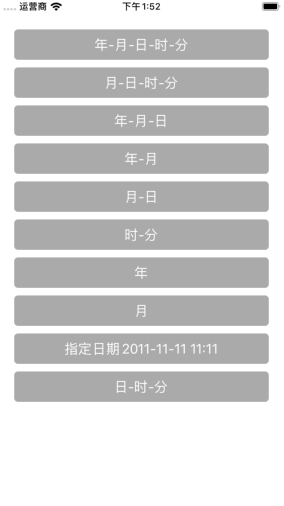 运营商 下午1:52
年-月-日-时-分
月-日-时-分
年-月-日
年-月
月-日
时-分
年
月
指定日期 2011-11-11 11:11
日-时-分